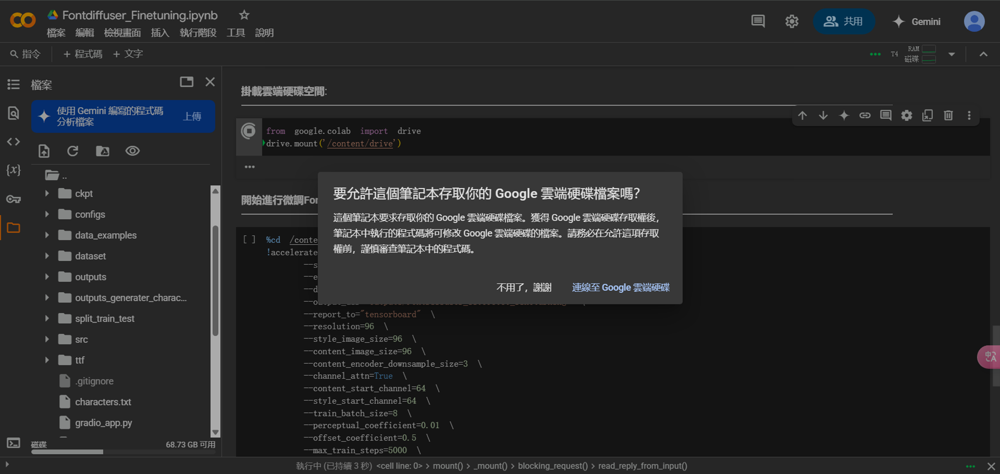 Fontdiffuser_Finetuning.ipynb
檔案 編輯 檢視畫面 插入 執行階段 工具 說明
共用
Gemini
指令 + 程式碼 + 文字
T4
RAM
磁碟
檔案
使用 Gemini 編寫的程式碼
分析檔案
上傳
{x}
..
ckpt
configs
data_examples
dataset
outputs
outputs_generater_charac...
split_train_test
src
ttf
.gitignore
characters.txt
gradio_app.py
磁碟
68.73 GB 可用
掛載雲端硬碟空間:
from google.colab import drive
drive.mount('/content/drive')
開始進行微調For
要允許這個筆記本存取你的 Google 雲端硬碟檔案嗎?
這個筆記本要求存取你的 Google 雲端硬碟檔案。獲得 Google 雲端硬碟存取權後，
筆記本中執行的程式碼將可修改 Google 雲端硬碟的檔案。請務必在允許這項存取
權前，謹慎審查筆記本中的程式碼。
不用了，謝謝
連線至 Google 雲端硬碟
[ ] %cd /conte
!accelerate
--s
--e
--d
--report_to="tensorboard" \
--resolution=96 \
--style_image_size=96 \
--content_image_size=96 \
--content_encoder_downsample_size=3 \
--channel_attn=True \
--content_start_channel=64 \
--style_start_channel=64 \
--train_batch_size=8 \
--perceptual_coefficient=0.01 \
--offset_coefficient=0.5 \
--max_train_steps=5000 \
中A
執行中 (已持續 3 秒) <cell line: 0> > mount() > _mount() > blocking_request() > read_reply_from_input()